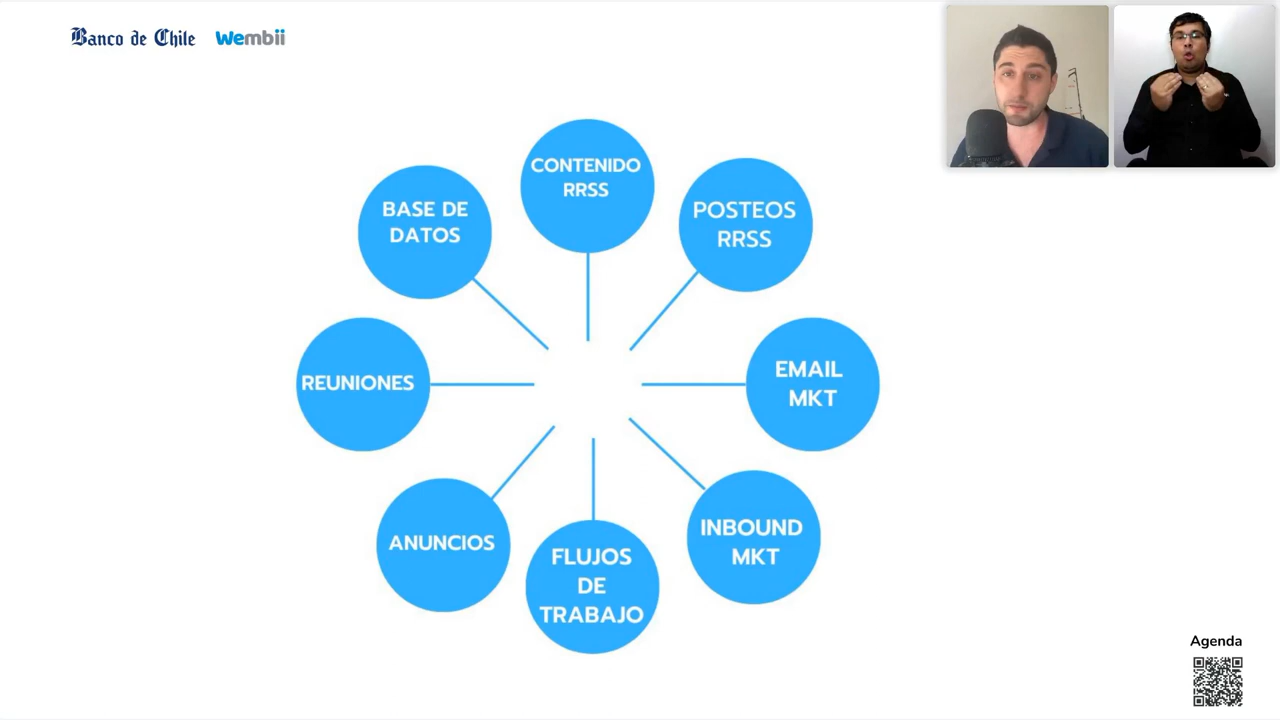 Banco de Chile Wembii
CONTENIDO
RRSS
POSTEOS
RRSS
EMAIL
MKT
INBOUND
MKT
FLUJOS
DE
TRABAJO
ANUNCIOS
REUNIONES
BASE DE
DATOS
Agenda